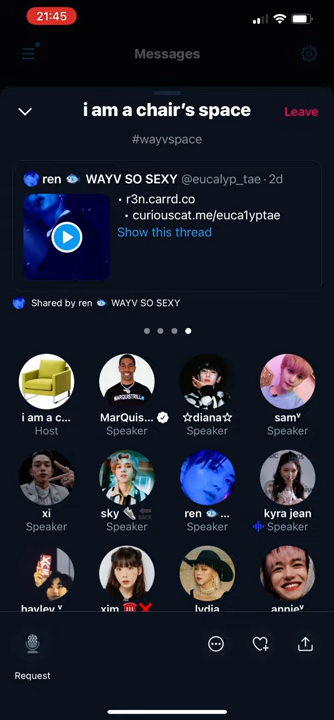 21:45
Messages
i am a chair's space
Leave
#wayvspace
ren 🐟 WAYV SO SEXY @eucalyp_tae · 2d
• r3n.carrd.co
• curiouscat.me/euca1yptae
Show this thread
Shared by ren 🐟 WAYV SO SEXY
i am a c...
Host
MarQuis...
Speaker
☆diana☆
Speaker
samⱽ
Speaker
xi
Speaker
sky
Speaker
ren 🐟...
Speaker
kyra jean
Speaker
hayley ⱽ
xim ☎️❌
lydia
annieⱽ
Request